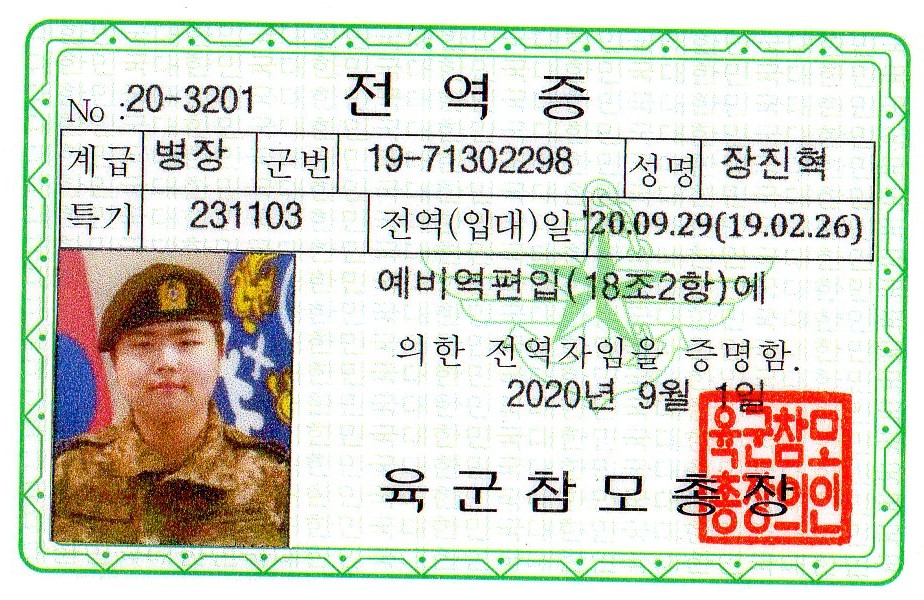 No :20-3201 전 역 증
계급 병장 군번 19-71302298 성명 장진혁
특기 231103 전역(입대)일 '20.09.29(19.02.26)
예비역편입(18조2항)에
의한 전역자임을 증명함.
2020년 9월 1일
육 군 참 모 총 장
육군참모
총장의인